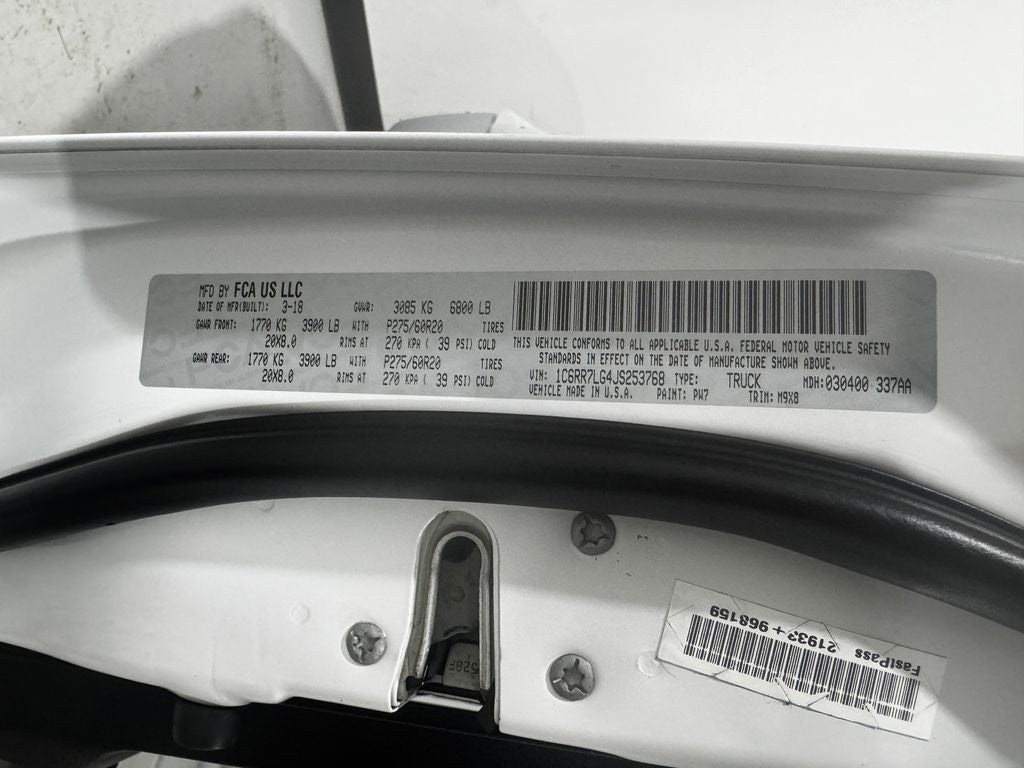 MFD BY FCA US LLC
DATE OF MFR(BUILT): 3-18 GVWR: 3085 KG 6800 LB
GAWR FRONT: 1770 KG 3900 LB WITH P275/60R20 TIRES
20X8.0 RIMS AT 270 KPA ( 39 PSI) COLD
GAWR REAR: 1770 KG 3900 LB WITH P275/60R20 TIRES
20X8.0 RIMS AT 270 KPA ( 39 PSI) COLD
THIS VEHICLE CONFORMS TO ALL APPLICABLE U.S.A. FEDERAL MOTOR VEHICLE SAFETY
STANDARDS IN EFFECT ON THE DATE OF MANUFACTURE SHOWN ABOVE.
VIN: 1C6RR7LG4JS253768 TYPE: TRUCK MDH:030400 337AA
VEHICLE MADE IN U.S.A. PAINT: PW7 TRIM: M9X8
FastPass 21933+968159